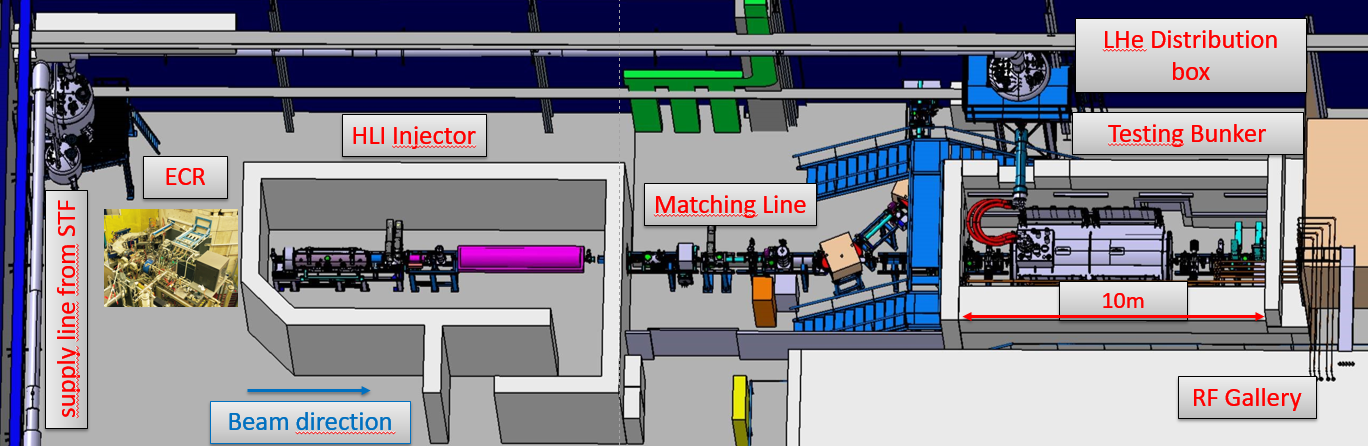 LHe Distribution
box
Testing Bunker
HLI Injector
ECR
Matching Line
supply line from STF
10m
RF Gallery
Beam direction